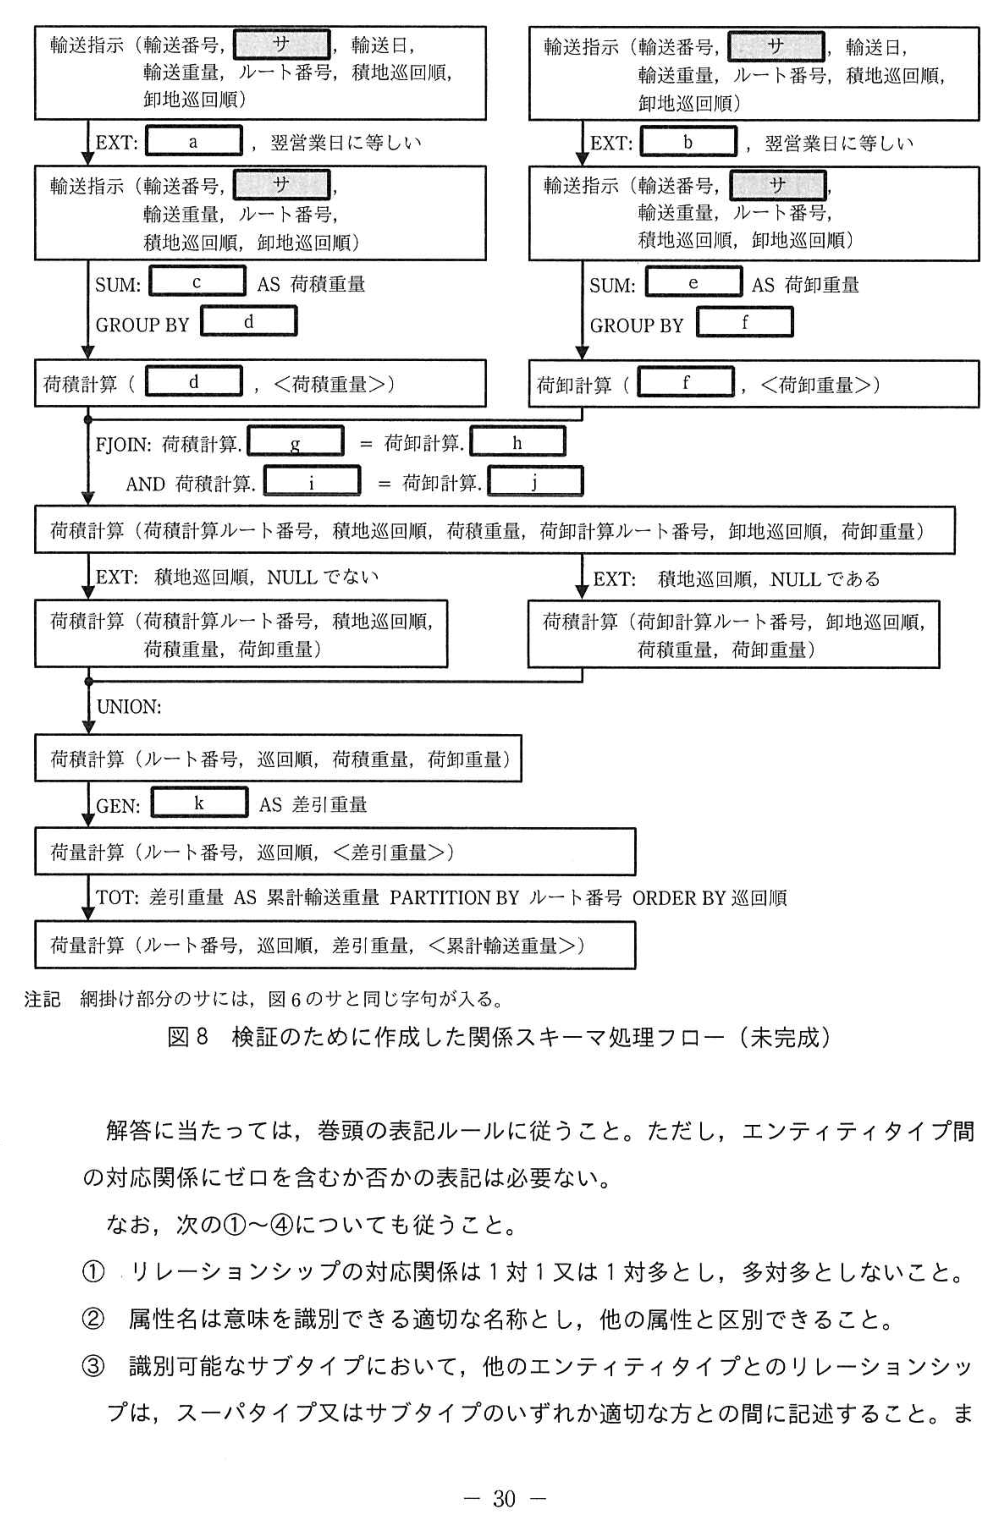 輸送指示（輸送番号, サ , 輸送日,
輸送重量, ルート番号, 積地巡回順,
卸地巡回順）
輸送指示（輸送番号, サ , 輸送日,
輸送重量, ルート番号, 積地巡回順,
卸地巡回順）
EXT: a , 翌営業日に等しい
EXT: b , 翌営業日に等しい
輸送指示（輸送番号, サ ,
輸送重量, ルート番号,
積地巡回順, 卸地巡回順）
輸送指示（輸送番号, サ ,
輸送重量, ルート番号,
積地巡回順, 卸地巡回順）
SUM: c AS 荷積重量
GROUP BY d
SUM: e AS 荷卸重量
GROUP BY f
荷積計算（ d , ＜荷積重量＞）
荷卸計算（ f , ＜荷卸重量＞）
FJOIN: 荷積計算. g = 荷卸計算. h
AND 荷積計算. i = 荷卸計算. j
荷積計算（荷積計算ルート番号, 積地巡回順, 荷積重量, 荷卸計算ルート番号, 卸地巡回順, 荷卸重量）
EXT: 積地巡回順, NULLでない
EXT: 積地巡回順, NULLである
荷積計算（荷積計算ルート番号, 積地巡回順,
荷積重量, 荷卸重量）
荷積計算（荷卸計算ルート番号, 卸地巡回順,
荷積重量, 荷卸重量）
UNION:
荷積計算（ルート番号, 巡回順, 荷積重量, 荷卸重量）
GEN: k AS 差引重量
荷量計算（ルート番号, 巡回順, ＜差引重量＞）
TOT: 差引重量 AS 累計輸送重量 PARTITION BY ルート番号 ORDER BY 巡回順
荷量計算（ルート番号, 巡回順, 差引重量, ＜累計輸送重量＞）
注記　網掛け部分のサには，図6のサと同じ字句が入る。
図8　検証のために作成した関係スキーマ処理フロー（未完成）
解答に当たっては，巻頭の表記ルールに従うこと。ただし，エンティティタイプ間
の対応関係にゼロを含むか否かの表記は必要ない。
なお，次の①～④についても従うこと。
①　リレーションシップの対応関係は1対1又は1対多とし，多対多としないこと。
②　属性名は意味を識別できる適切な名称とし，他の属性と区別できること。
③　識別可能なサブタイプにおいて，他のエンティティタイプとのリレーションシッ
プは，スーパタイプ又はサブタイプのいずれか適切な方との間に記述すること。ま
― 30 ―